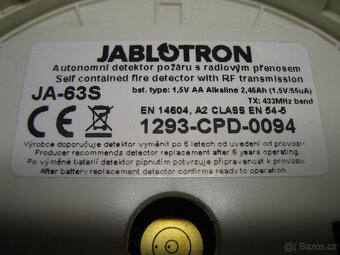 JABLOTRON
Autonomní detektor požáru s radiovým přenosem
Self contained fire detector with RF transmission
JA-63S
bat. type: 1,5V AA Alkaline 2,45Ah (1,5V/55uA)
TX: 433MHz band
CE
EN 14604, A2 CLASS EN 54-5
1293-CPD-0094
Výrobce doporučuje detektor vyměnit po 6 letech od uvedení do provozu
Producer recommends detector replacement after 6 years operating
Po výměně baterií detektor pípnutím potvrzuje připravenost k provozu
After battery replacement detector confirms ready to operation
Bazoš.cz